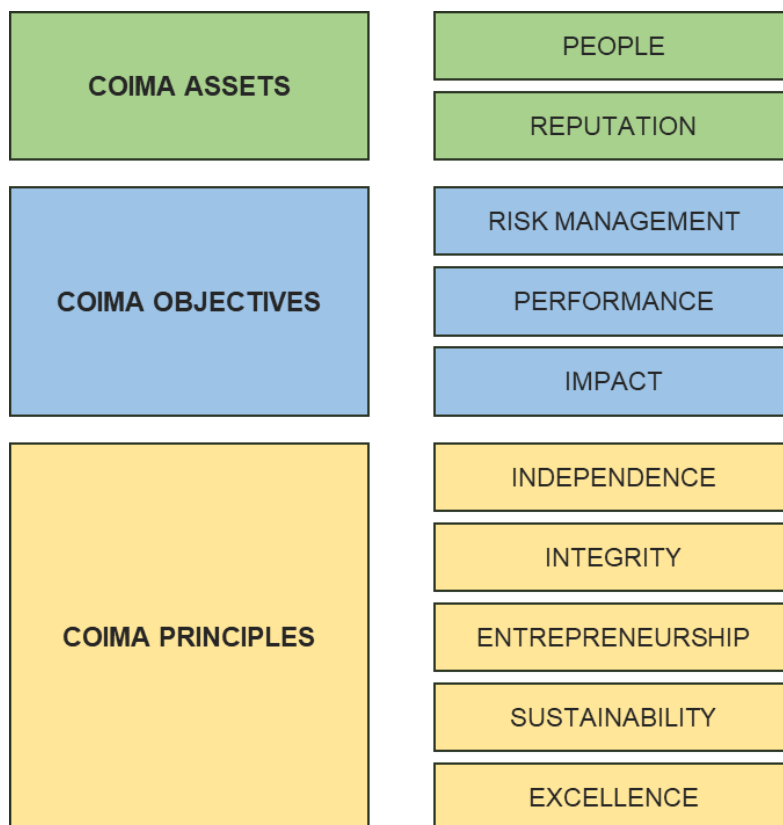 COIMA ASSETS
PEOPLE
REPUTATION
COIMA OBJECTIVES
RISK MANAGEMENT
PERFORMANCE
IMPACT
COIMA PRINCIPLES
INDEPENDENCE
INTEGRITY
ENTREPRENEURSHIP
SUSTAINABILITY
EXCELLENCE